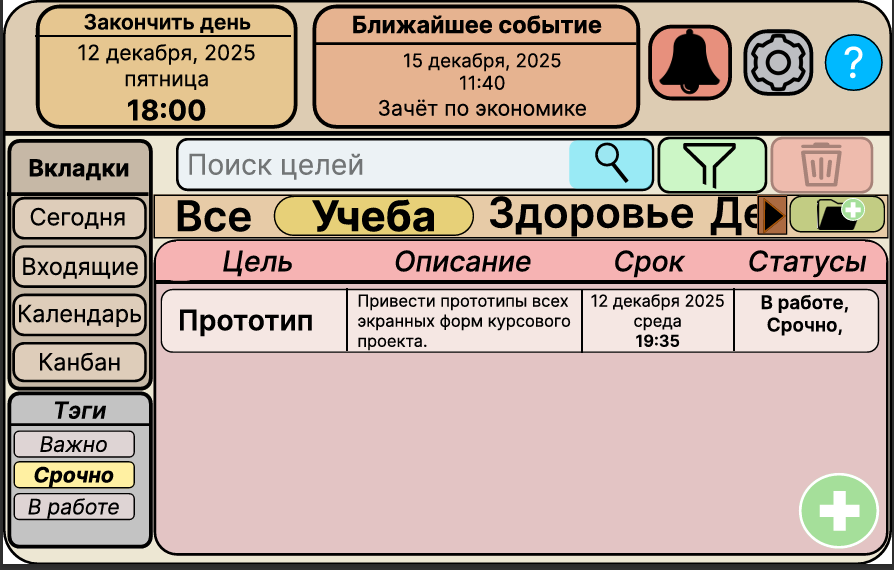 Закончить день
12 декабря, 2025
пятница
18:00
Ближайшее событие
15 декабря, 2025
11:40
Зачёт по экономике
?
Вкладки
Сегодня
Входящие
Календарь
Канбан
Тэги
Важно
Срочно
В работе
Поиск целей
Все Учеба Здоровье Де
Цель Описание Срок Статусы
Прототип
Привести прототипы всех
экранных форм курсового
проекта.
12 декабря 2025
среда
19:35
В работе,
Срочно,